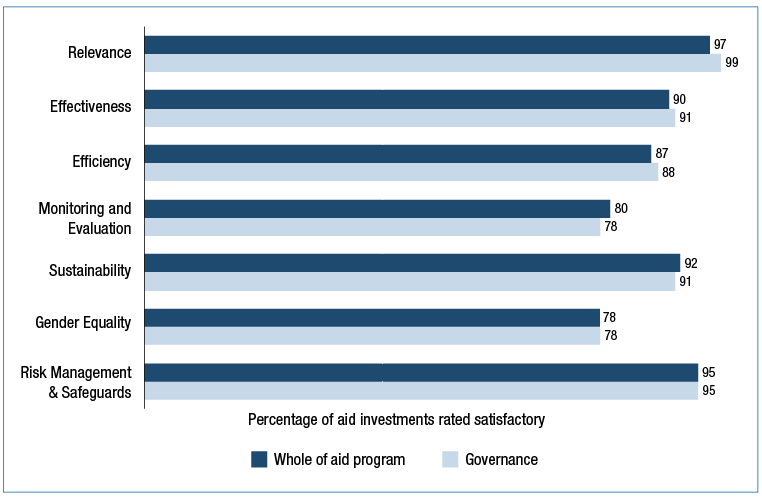 Relevance
97
99
Effectiveness
90
91
Efficiency
87
88
Monitoring and
Evaluation
80
78
Sustainability
92
91
Gender Equality
78
78
Risk Management
& Safeguards
95
95
Percentage of aid investments rated satisfactory
Whole of aid program
Governance